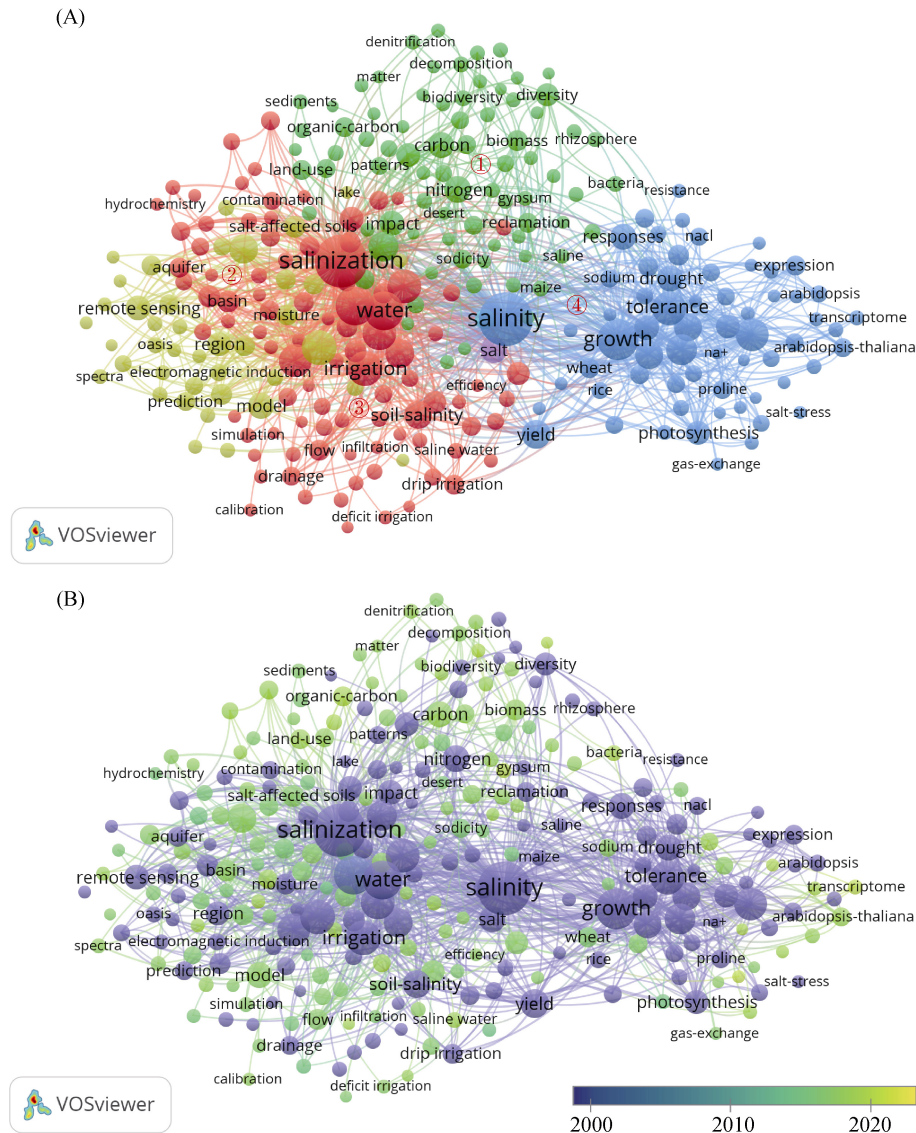 (A)
denitrification
decomposition
matter
biodiversity
diversity
sediments
organic-carbon
carbon
biomass
rhizosphere
①
land-use
patterns
nitrogen
bacteria
resistance
hydrochemistry
contamination
lake
gypsum
desert
salt-affected soils
impact
reclamation
responses
nacl
salinization
sodicity
saline
expression
aquifer
②
sodium
drought
maize
arabidopsis
basin
④
tolerance
remote sensing
moisture
water
salinity
transcriptome
oasis
region
growth
arabidopsis-thaliana
salt
na+
spectra
electromagnetic induction
irrigation
wheat
efficiency
rice
proline
prediction
model
③
soil-salinity
salt-stress
simulation
yield
photosynthesis
flow
infiltration
saline water
gas-exchange
drainage
drip irrigation
calibration
deficit irrigation
VOSviewer
(B)
denitrification
decomposition
matter
biodiversity
diversity
sediments
organic-carbon
carbon
biomass
rhizosphere
land-use
patterns
nitrogen
bacteria
resistance
hydrochemistry
contamination
lake
gypsum
desert
salt-affected soils
impact
reclamation
responses
nacl
salinization
sodicity
saline
expression
aquifer
sodium
drought
maize
arabidopsis
basin
tolerance
remote sensing
moisture
water
salinity
transcriptome
oasis
region
growth
arabidopsis-thaliana
salt
na+
spectra
electromagnetic induction
irrigation
wheat
efficiency
rice
proline
prediction
model
soil-salinity
salt-stress
simulation
yield
photosynthesis
flow
infiltration
saline water
gas-exchange
drainage
drip irrigation
calibration
deficit irrigation
VOSviewer
2000
2010
2020